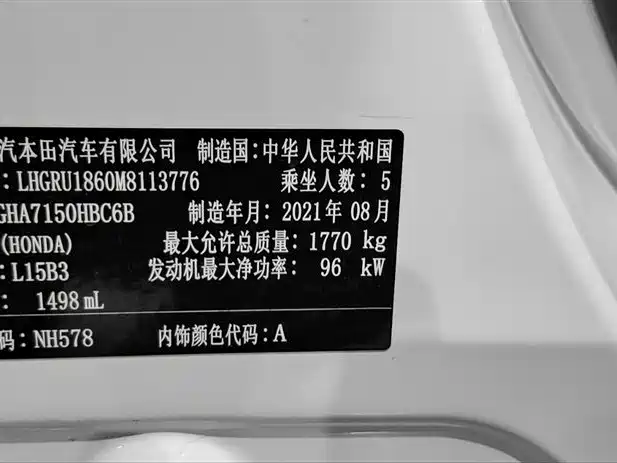 汽本田汽车有限公司 制造国:中华人民共和国
:LHGRU1860M8113776 乘坐人数: 5
GHA7150HBC6B 制造年月:2021年08月
(HONDA) 最大允许总质量: 1770 kg
: L15B3 发动机最大净功率: 96 kW
: 1498 mL
码: NH578 内饰颜色代码:A